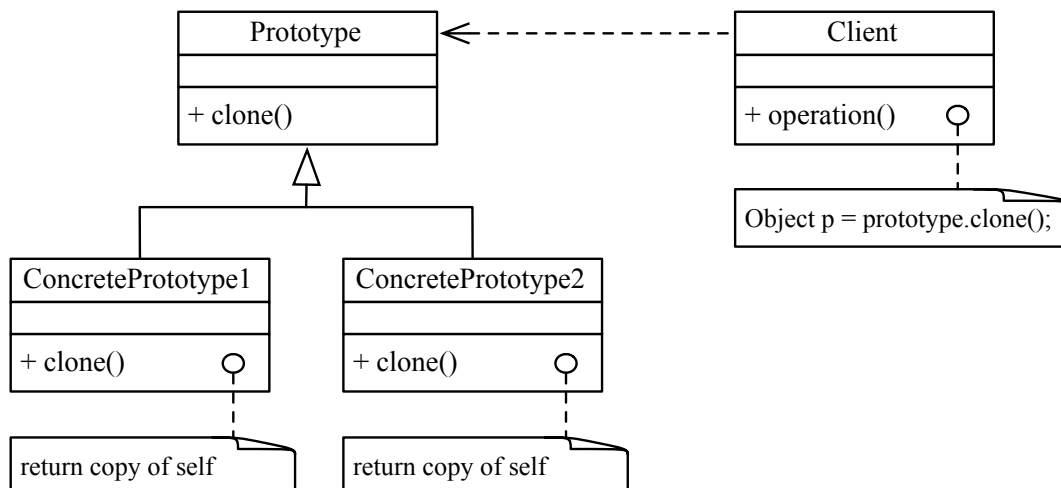 Prototype
+ clone()
Client
+ operation()
Object p = prototype.clone();
ConcretePrototype1
+ clone()
return copy of self
ConcretePrototype2
+ clone()
return copy of self